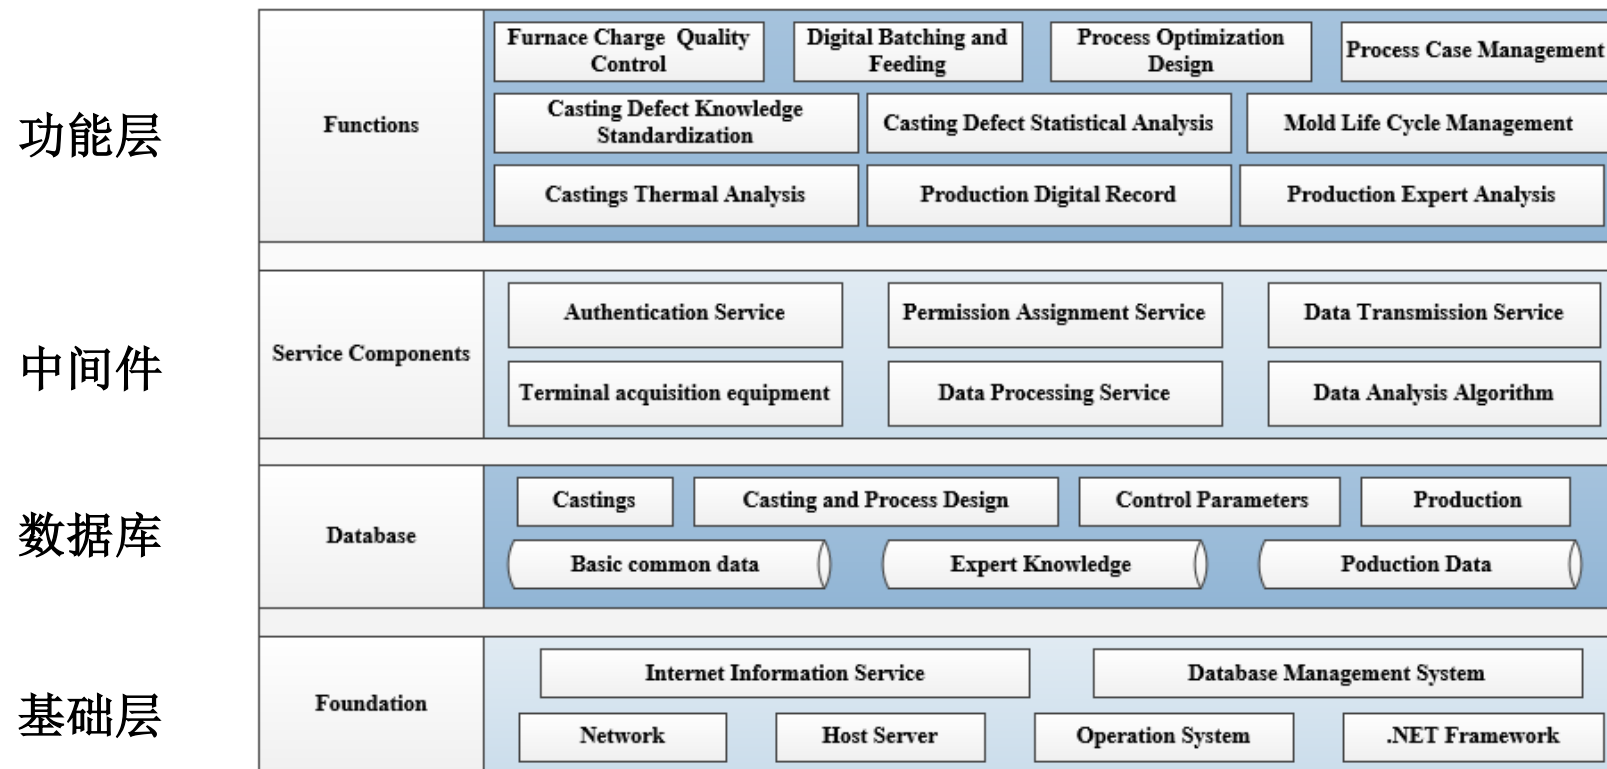 功能层
Functions
Furnace Charge Quality
Control
Digital Batching and
Feeding
Process Optimization
Design
Process Case Management
Casting Defect Knowledge
Standardization
Casting Defect Statistical Analysis
Mold Life Cycle Management
Castings Thermal Analysis
Production Digital Record
Production Expert Analysis
中间件
Service Components
Authentication Service
Permission Assignment Service
Data Transmission Service
Terminal acquisition equipment
Data Processing Service
Data Analysis Algorithm
数据库
Database
Castings
Casting and Process Design
Control Parameters
Production
Basic common data
Expert Knowledge
Poduction Data
基础层
Foundation
Internet Information Service
Database Management System
Network
Host Server
Operation System
.NET Framework